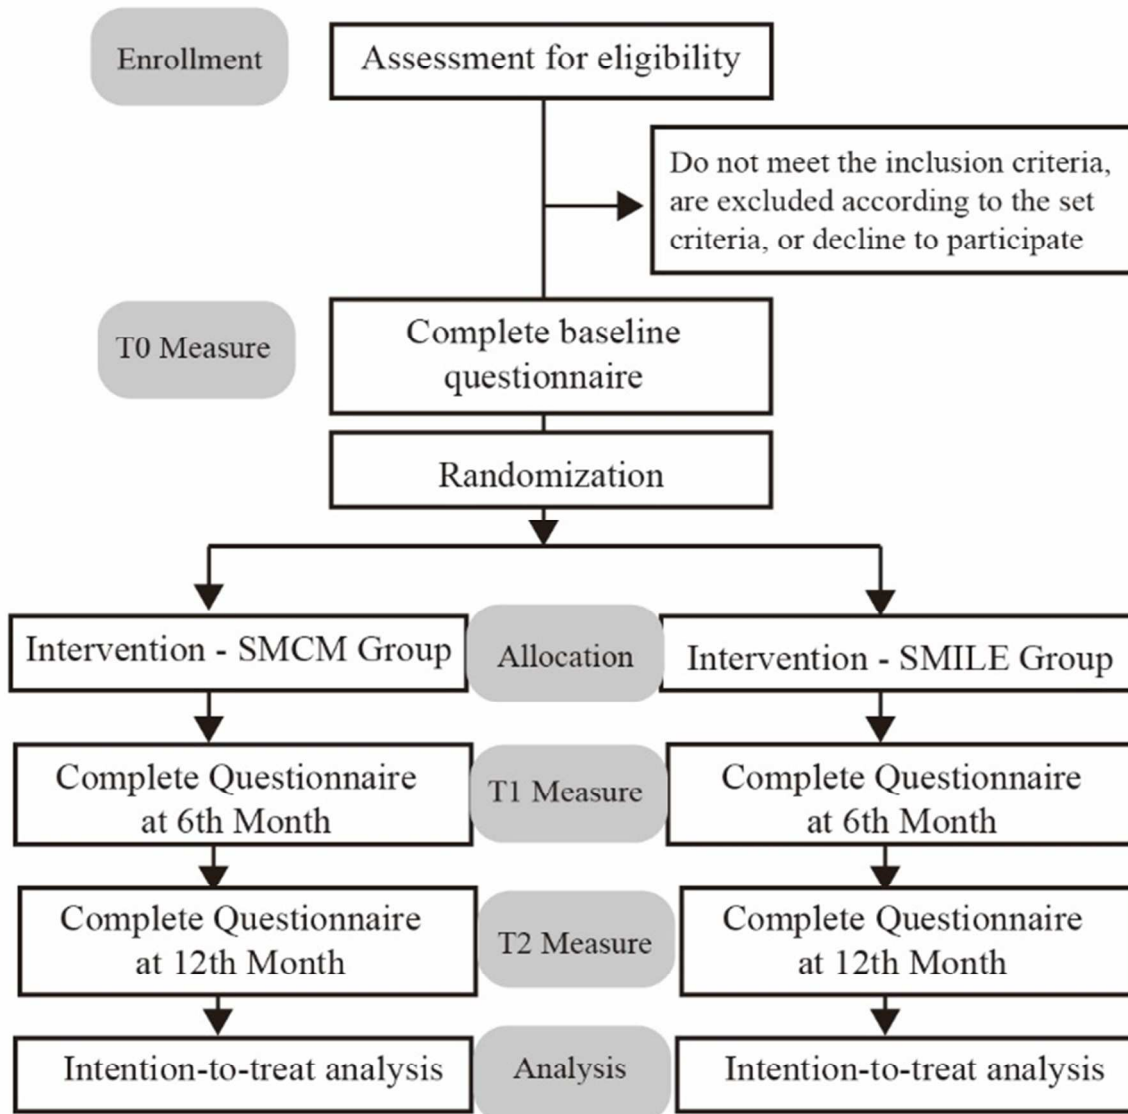 Enrollment
Assessment for eligibility
Do not meet the inclusion criteria,
are excluded according to the set
criteria, or decline to participate
T0 Measure
Complete baseline
questionnaire
Randomization
Intervention - SMCM Group
Allocation
Intervention - SMILE Group
Complete Questionnaire
at 6th Month
T1 Measure
Complete Questionnaire
at 6th Month
Complete Questionnaire
at 12th Month
T2 Measure
Complete Questionnaire
at 12th Month
Intention-to-treat analysis
Analysis
Intention-to-treat analysis